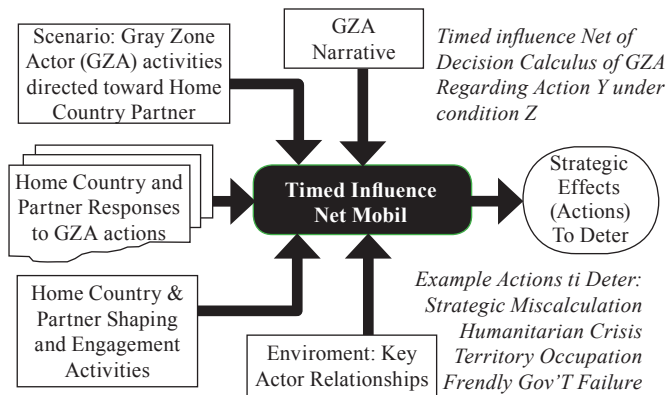 Scenario: Gray Zone
Actor (GZA) activities
directed toward Home
Country Partner
GZA
Narrative
Timed influence Net of
Decision Calculus of GZA
Regarding Action Y under
condition Z
Home Country and
Partner Responses
to GZA actions
Timed Influence
Net Mobil
Strategic
Effects
(Actions)
To Deter
Home Country &
Partner Shaping
and Engagement
Activities
Enviroment: Key
Actor Relationships
Example Actions ti Deter:
Strategic Miscalculation
Humanitarian Crisis
Territory Occupation
Frendly Gov'T Failure